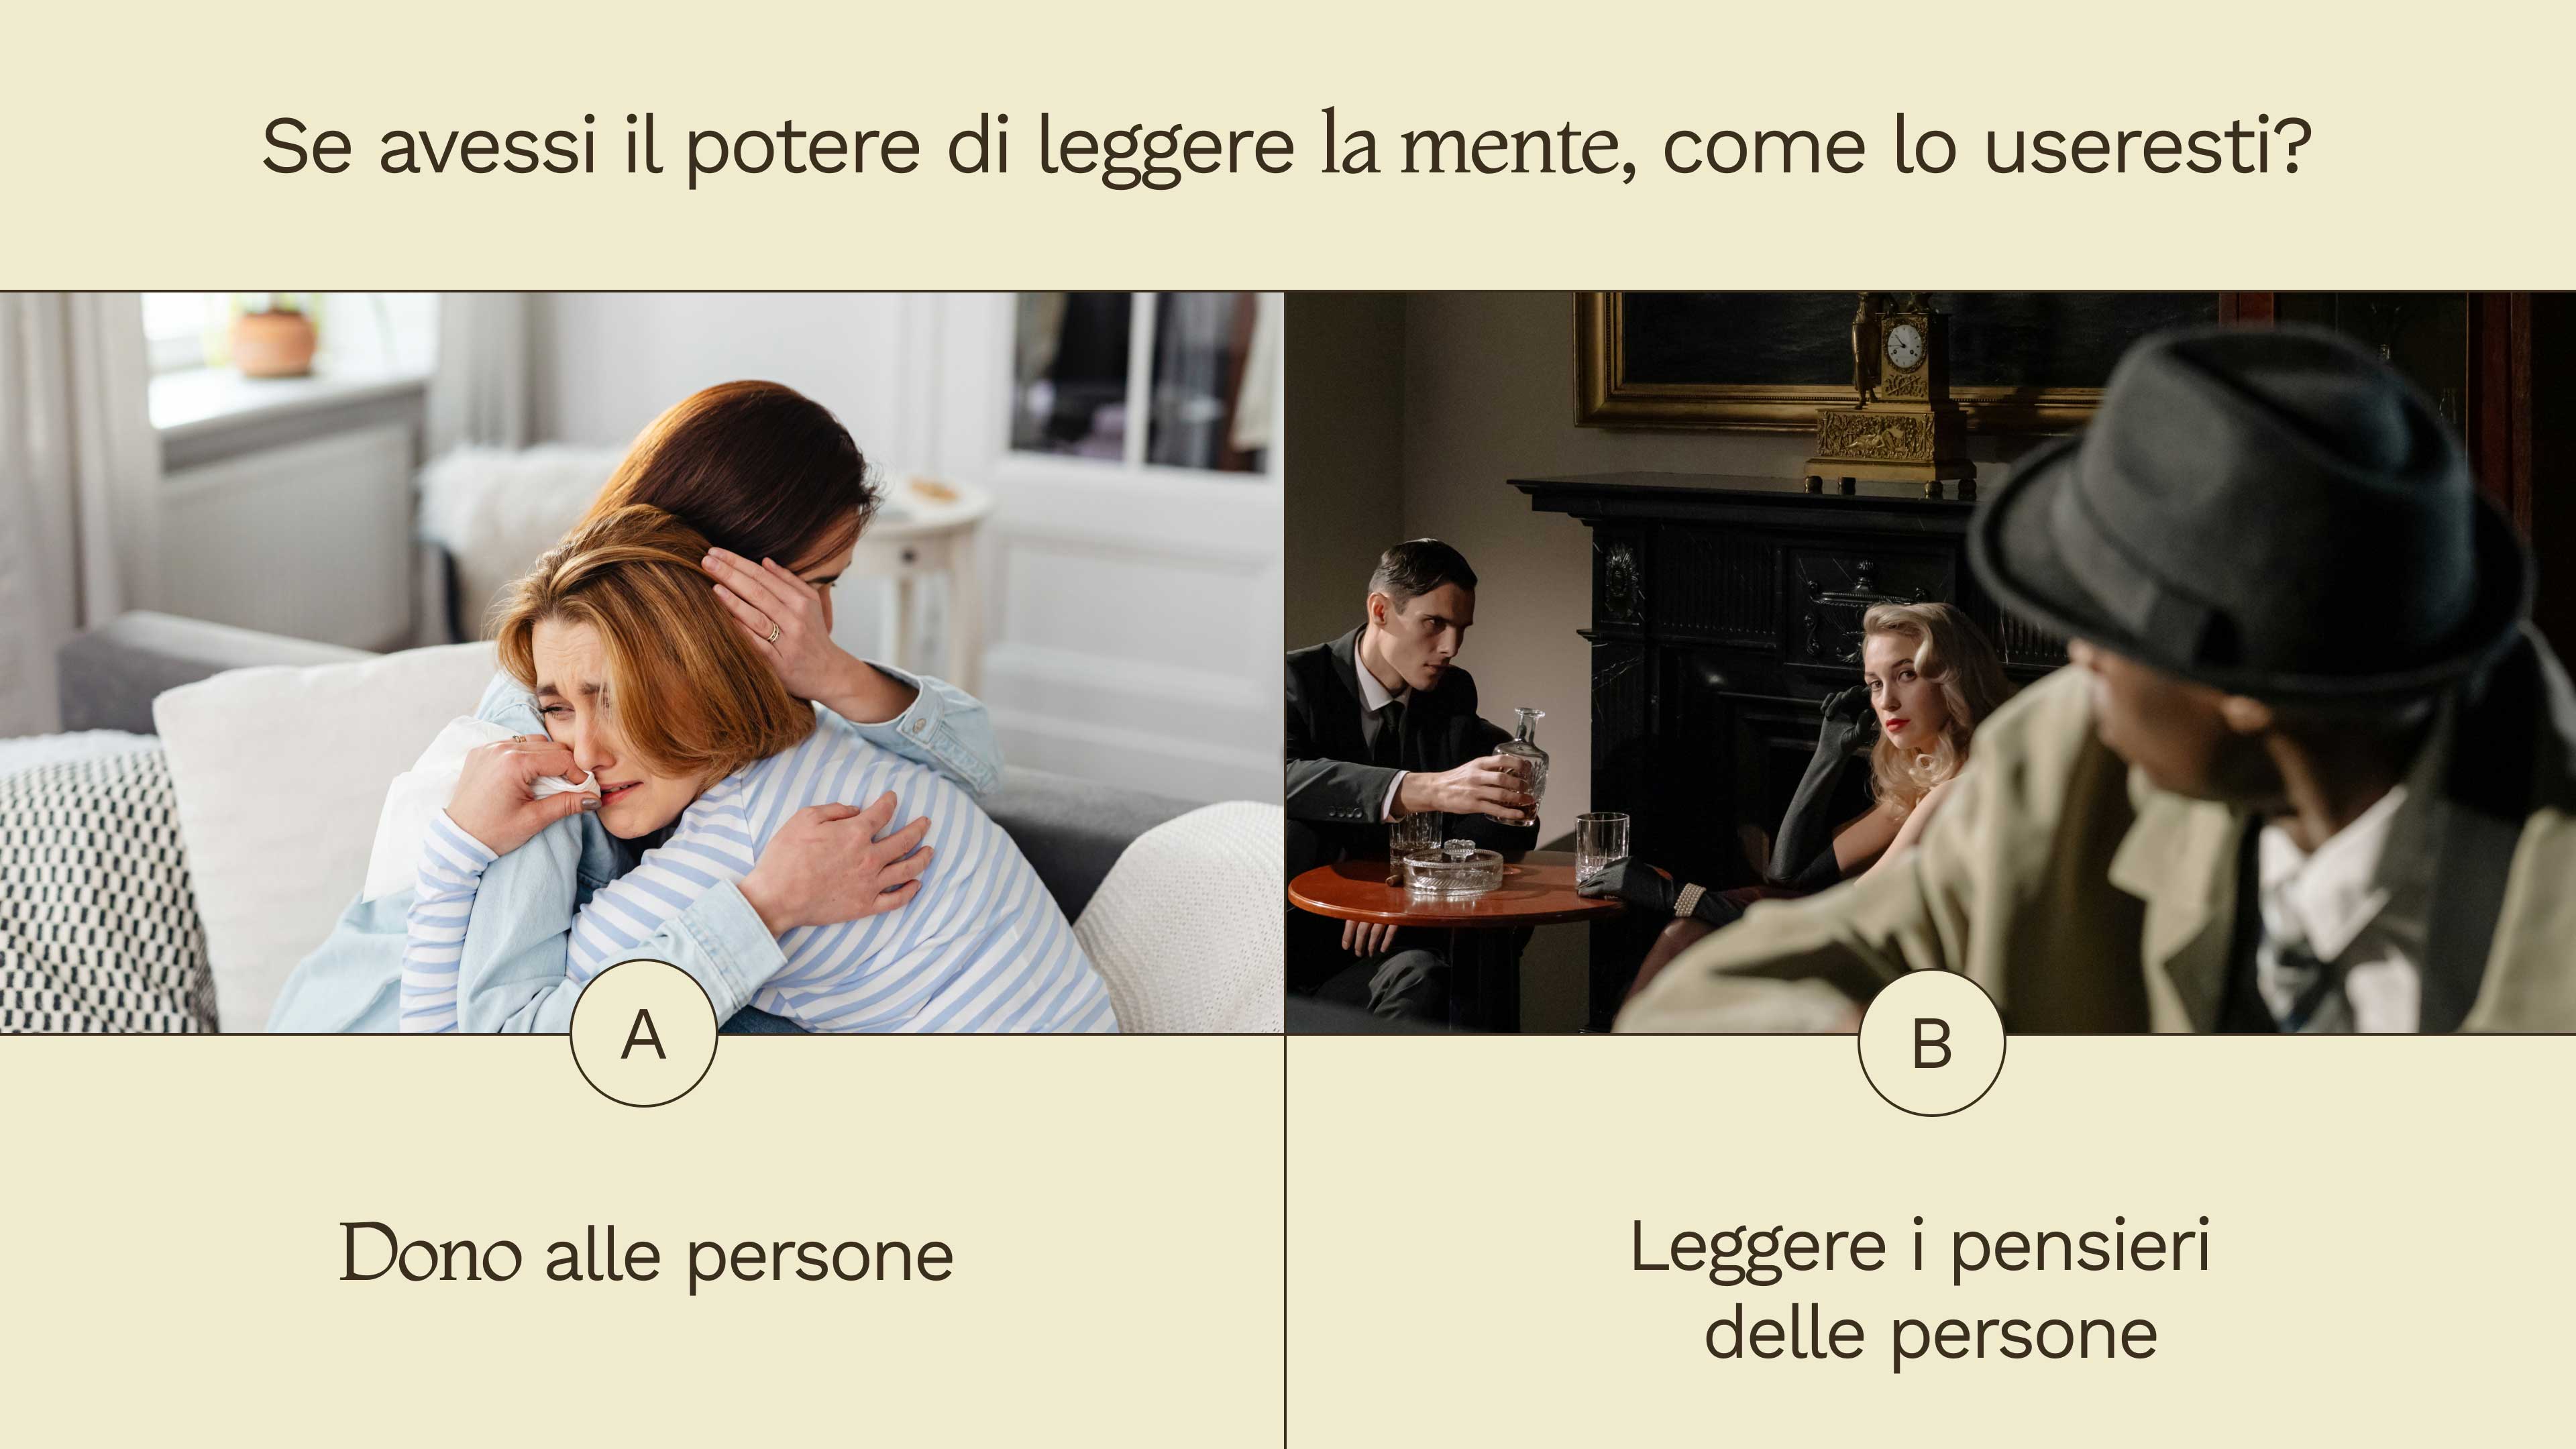 Se avessi il potere di leggere la mente, come lo useresti?
A
Dono alle persone
B
Leggere i pensieri
delle persone